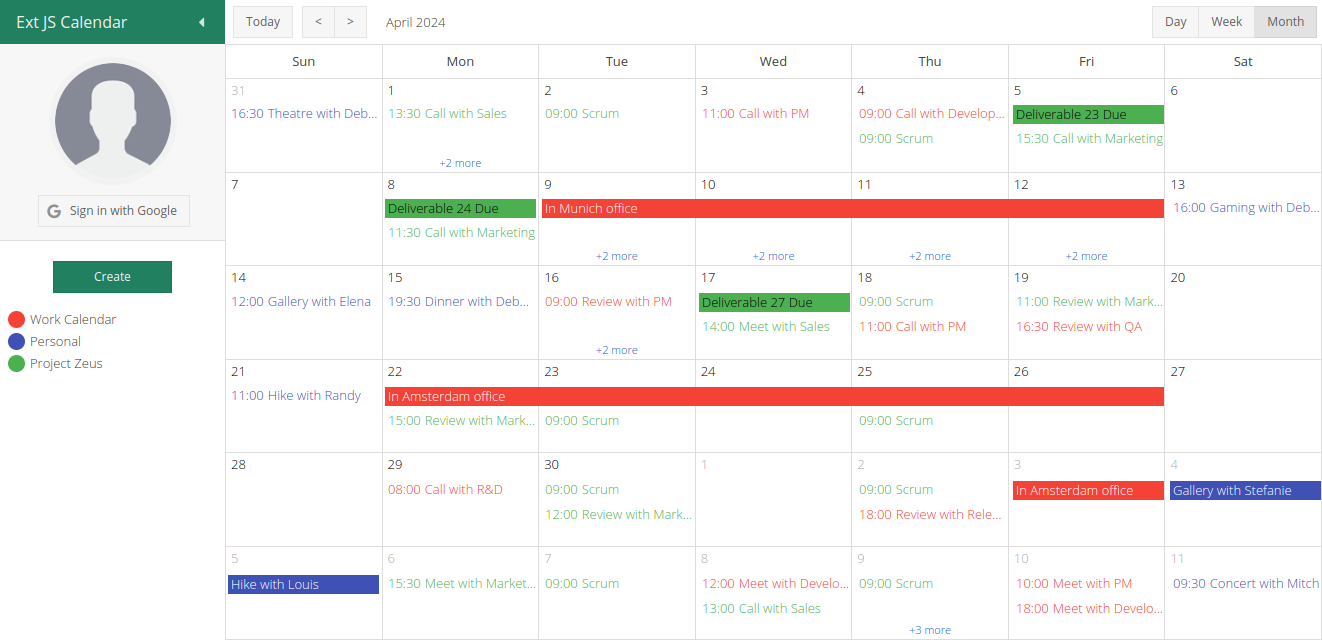 Ext JS Calendar
Today < > April 2024 Day Week Month
Sign in with Google
Create
Work Calendar
Personal
Project Zeus
Sun Mon Tue Wed Thu Fri Sat
31 1 2 3 4 5 6
16:30 Theatre with Deb... 13:30 Call with Sales 09:00 Scrum 11:00 Call with PM 09:00 Call with Develop... Deliverable 23 Due
09:00 Scrum 15:30 Call with Marketing
+2 more
7 8 9 10 11 12 13
Deliverable 24 Due In Munich office 16:00 Gaming with Deb...
11:30 Call with Marketing
+2 more +2 more +2 more +2 more
14 15 16 17 18 19 20
12:00 Gallery with Elena 19:30 Dinner with Deb... 09:00 Review with PM Deliverable 27 Due 09:00 Scrum 11:00 Review with Mark...
14:00 Meet with Sales 11:00 Call with PM 16:30 Review with QA
+2 more
21 22 23 24 25 26 27
11:00 Hike with Randy In Amsterdam office
15:00 Review with Mark... 09:00 Scrum 09:00 Scrum
28 29 30 1 2 3 4
08:00 Call with R&D 09:00 Scrum 09:00 Scrum In Amsterdam office Gallery with Stefanie
12:00 Review with Mark... 18:00 Review with Rele...
5 6 7 8 9 10 11
Hike with Louis 15:30 Meet with Market... 09:00 Scrum 12:00 Meet with Develo... 09:00 Scrum 10:00 Meet with PM 09:30 Concert with Mitch
13:00 Call with Sales 18:00 Meet with Develo...
+3 more